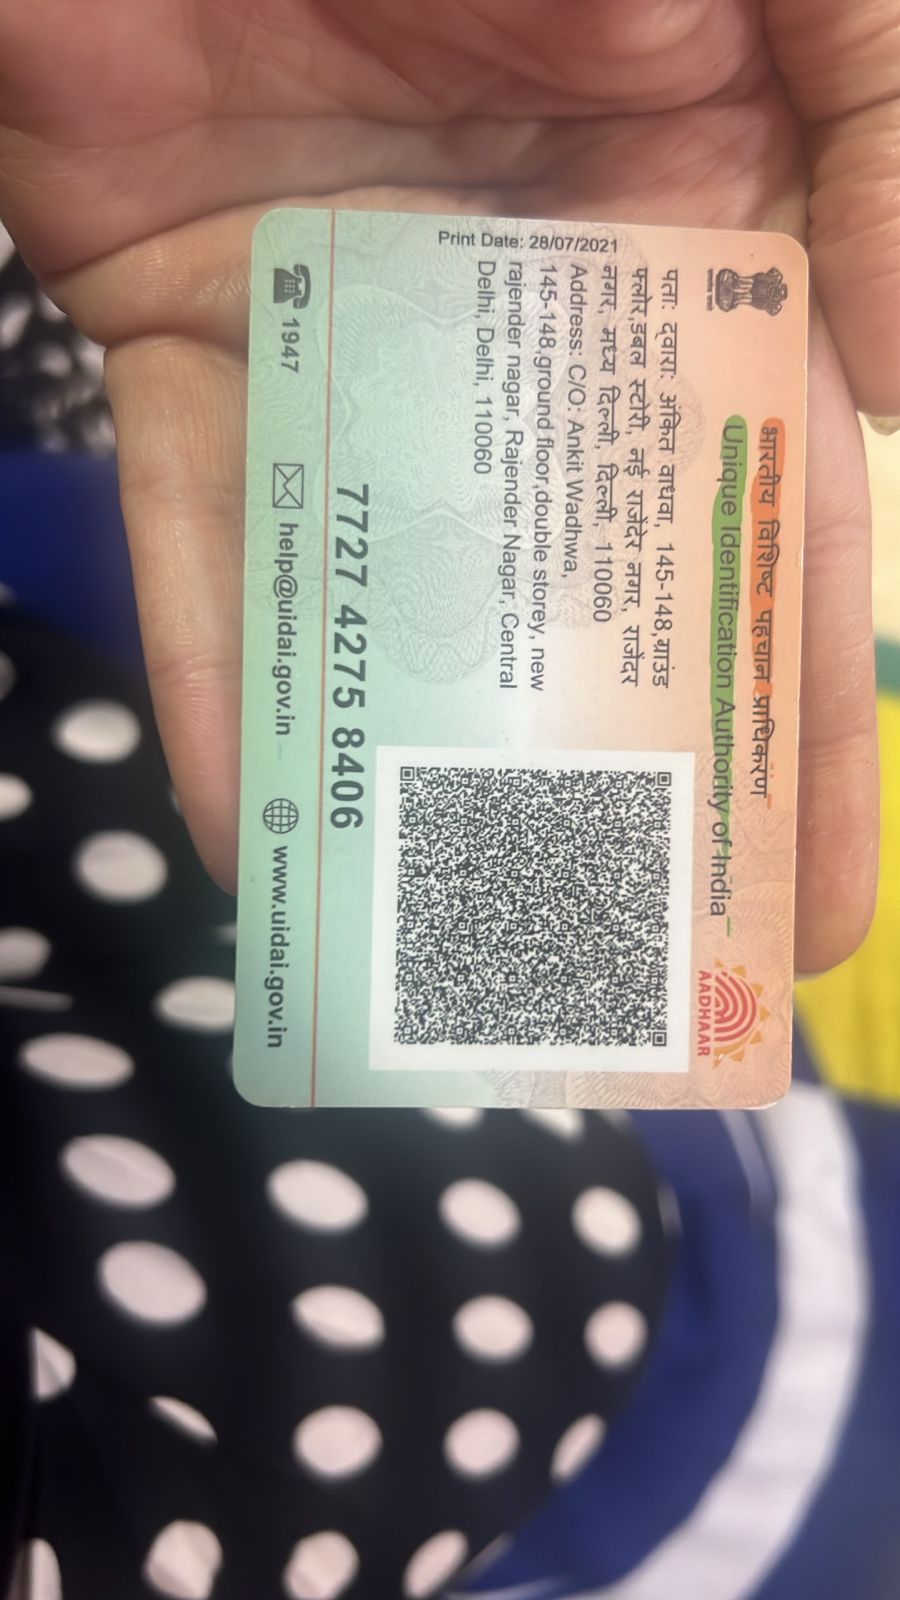 भारतीय विशिष्ट पहचान प्राधिकरण
Unique Identification Authority of India
AADHAAR
Print Date: 28/07/2021
पता: द्वारा: अंकित वाधवा, 145-148,ग्राउंड
फ्लोर,डबल स्टोरी, नई राजेंदेर नगर, राजेंदर
नगर, मध्य दिल्ली, दिल्ली, 110060
Address: C/O: Ankit Wadhwa,
145-148,ground floor,double storey, new
rajender nagar, Rajender Nagar, Central
Delhi, Delhi, 110060
7727 4275 8406
1947
help@uidai.gov.in
www.uidai.gov.in